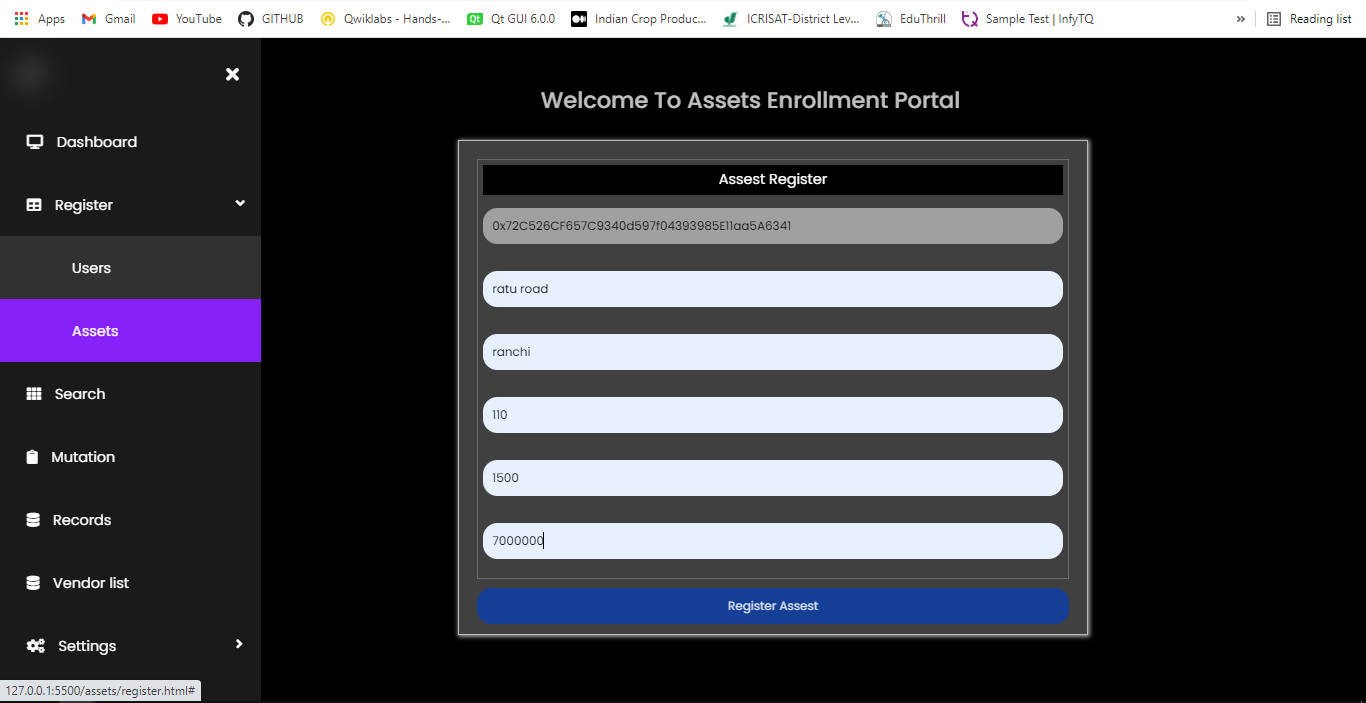 Apps Gmail YouTube GITHUB Qwiklabs - Hands-... Qt GUI 6.0.0 Indian Crop Produc... ICRISAT-District Lev... EduThrill Sample Test | InfyTQ » Reading list
Welcome To Assets Enrollment Portal
Dashboard
Register
Users
Assets
Search
Mutation
Records
Vendor list
Settings
Assest Register
0x72C526CF657C9340d597f04393985E11aa5A6341
ratu road
ranchi
110
1500
7000000
Register Assest
127.0.0.1:5500/assets/register.html#